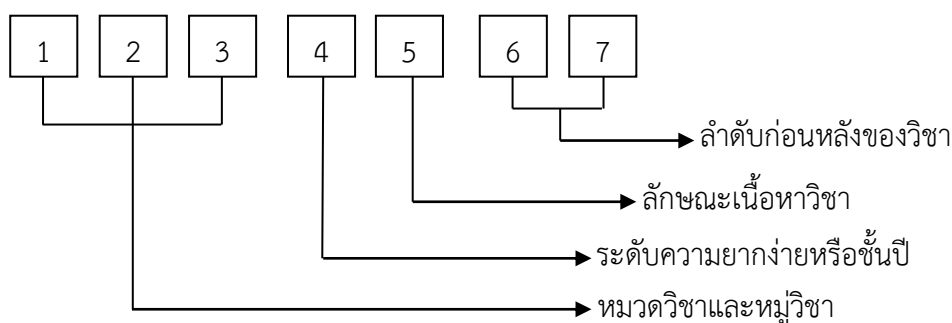 1 2 3 4 5 6 7
ลำดับก่อนหลังของวิชา
ลักษณะเนื้อหาวิชา
ระดับความยากง่ายหรือชั้นปี
หมวดวิชาและหมู่วิชา